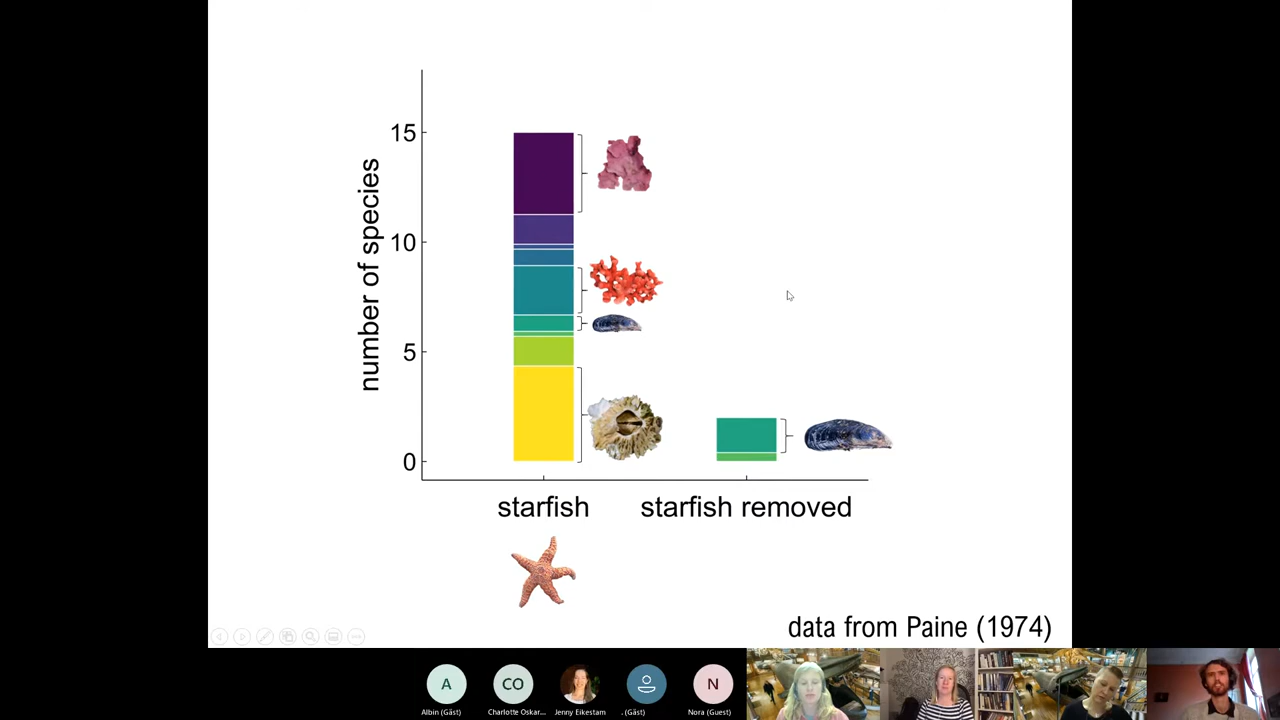 number of species
15
10
5
0
starfish
starfish removed
data from Paine (1974)
A
CO
N
Albin (Gäst)
Charlotte Oskar...
Jenny Eikestam
. (Gäst)
Nora (Guest)